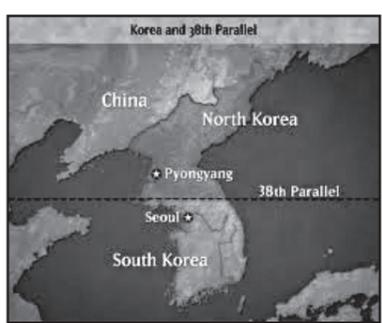 Korea and 38th Parallel
China
North Korea
Pyongyang
38th Parallel
Seoul
South Korea